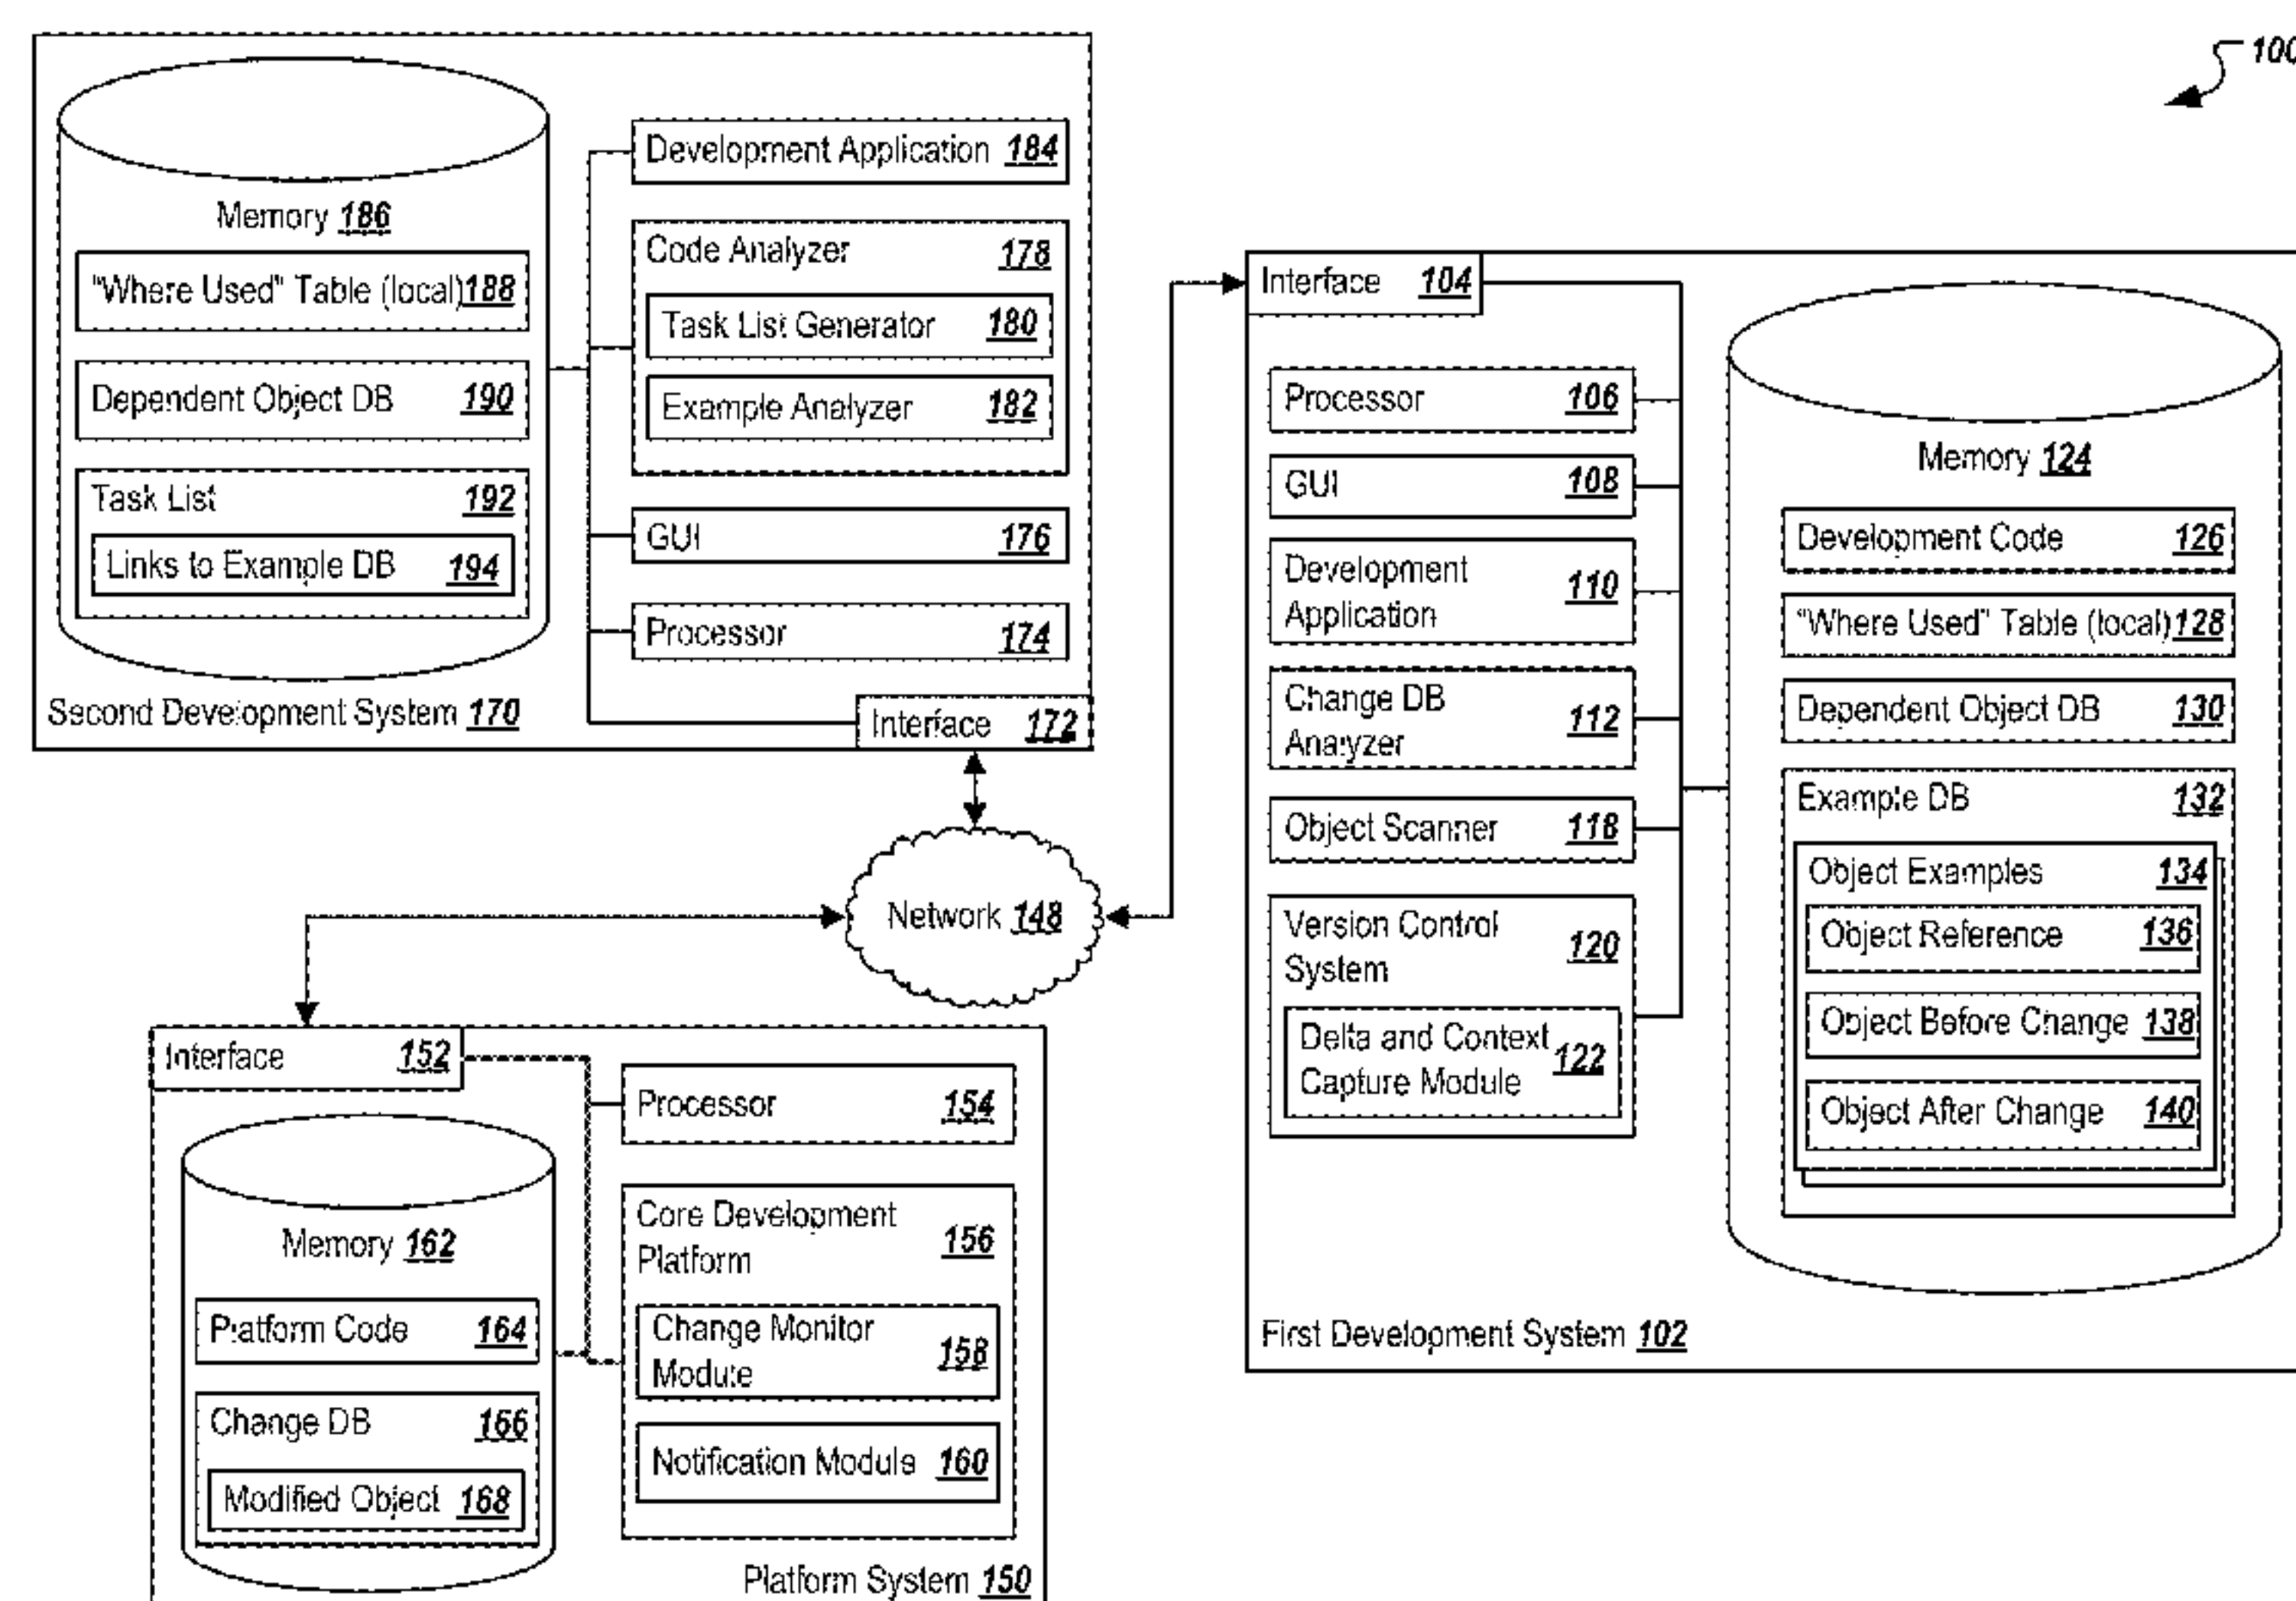 100
Memory 186
"Where Used" Table (local) 188
Dependent Object DB 190
Task List 192
Links to Example DB 194
Development Application 184
Code Analyzer 178
Task List Generator 180
Example Analyzer 182
GUI 176
Processor 174
Second Development System 170
Interface 172
Network 148
Interface 152
Processor 154
Memory 162
Platform Code 164
Change DB 166
Modified Object 168
Core Development
Platform 156
Change Monitor
Module 158
Notification Module 160
Platform System 150
Interface 104
Processor 106
GUI 108
Development
Application 110
Change DB
Analyzer 112
Object Scanner 118
Version Control
System 120
Delta and Context
Capture Module 122
Memory 124
Development Code 126
"Where Used" Table (local) 128
Dependent Object DB 130
Example DB 132
Object Examples 134
Object Reference 136
Object Before Change 138
Object After Change 140
First Development System 102